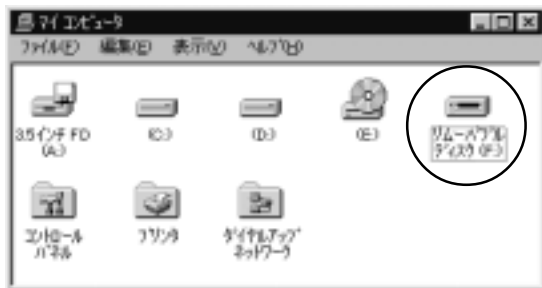 マイ コンピュータ
ファイル(F) 編集(E) 表示(V) ヘルプ(H)
3.5 インチ FD (A:)
(C:)
(D:)
(E:)
リムーバブル ディスク (F:)
コントロール パネル
プリンタ
ダイヤルアップ ネットワーク